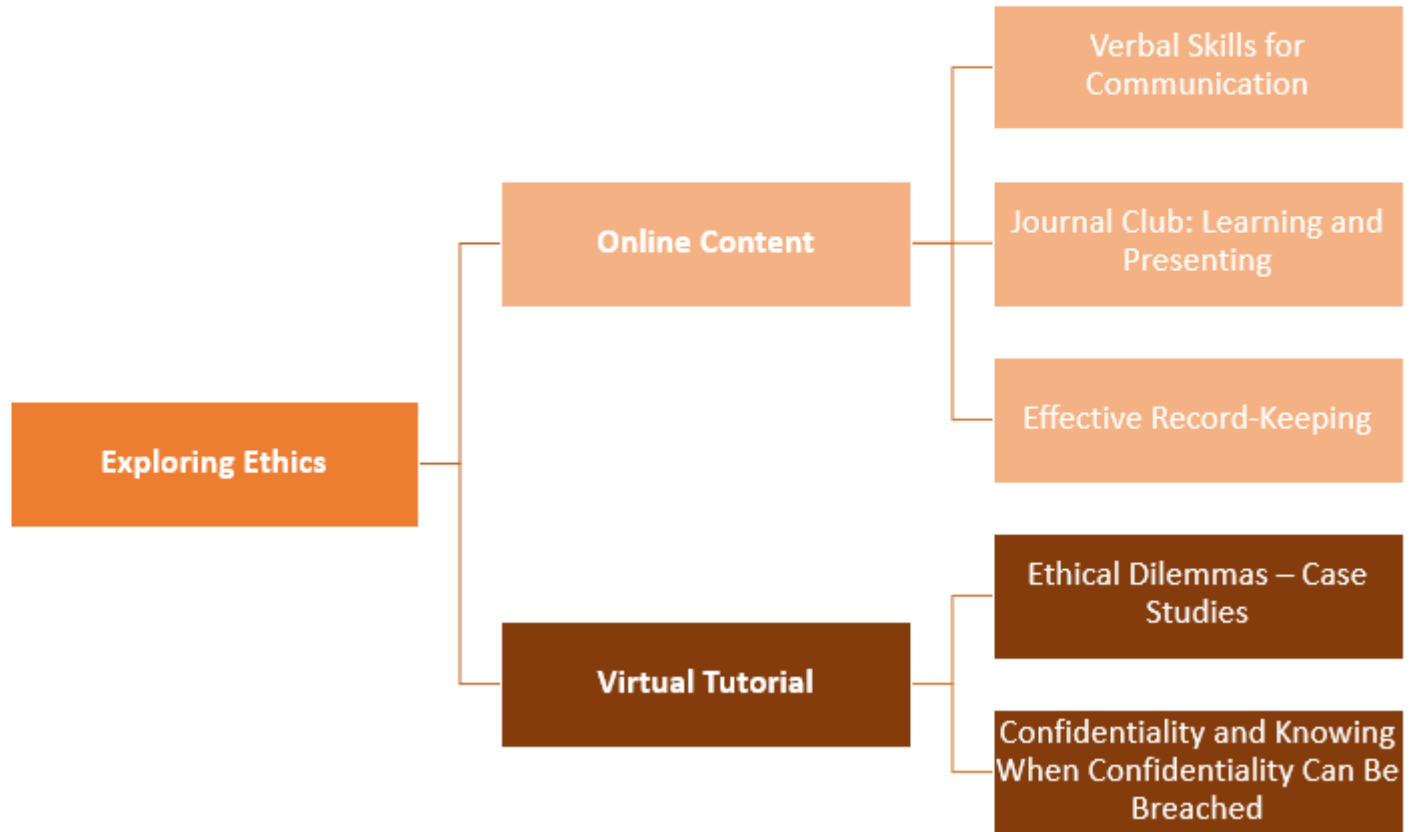 Exploring Ethics
Online Content
Verbal Skills for
Communication
Journal Club: Learning and
Presenting
Effective Record-Keeping
Virtual Tutorial
Ethical Dilemmas – Case
Studies
Confidentiality and Knowing
When Confidentiality Can Be
Breached